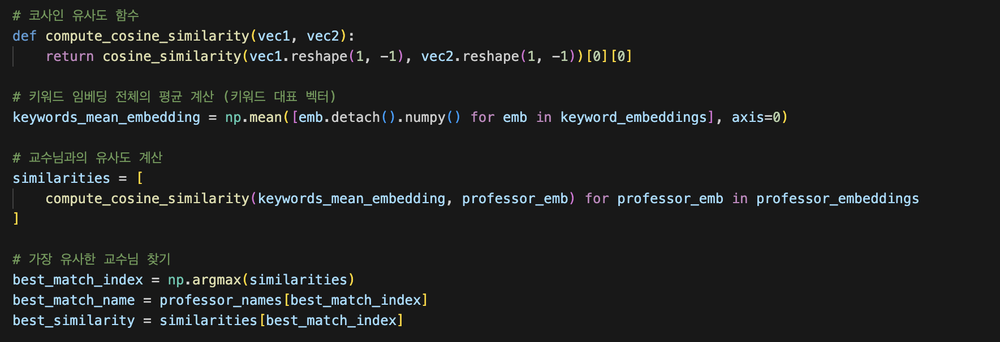 # 코사인 유사도 함수
def compute_cosine_similarity(vec1, vec2):
    return cosine_similarity(vec1.reshape(1, -1), vec2.reshape(1, -1))[0][0]
# 키워드 임베딩 전체의 평균 계산 (키워드 대표 벡터)
keywords_mean_embedding = np.mean([emb.detach().numpy() for emb in keyword_embeddings], axis=0)
# 교수님과의 유사도 계산
similarities = [
    compute_cosine_similarity(keywords_mean_embedding, professor_emb) for professor_emb in professor_embeddings
]
# 가장 유사한 교수님 찾기
best_match_index = np.argmax(similarities)
best_match_name = professor_names[best_match_index]
best_similarity = similarities[best_match_index]